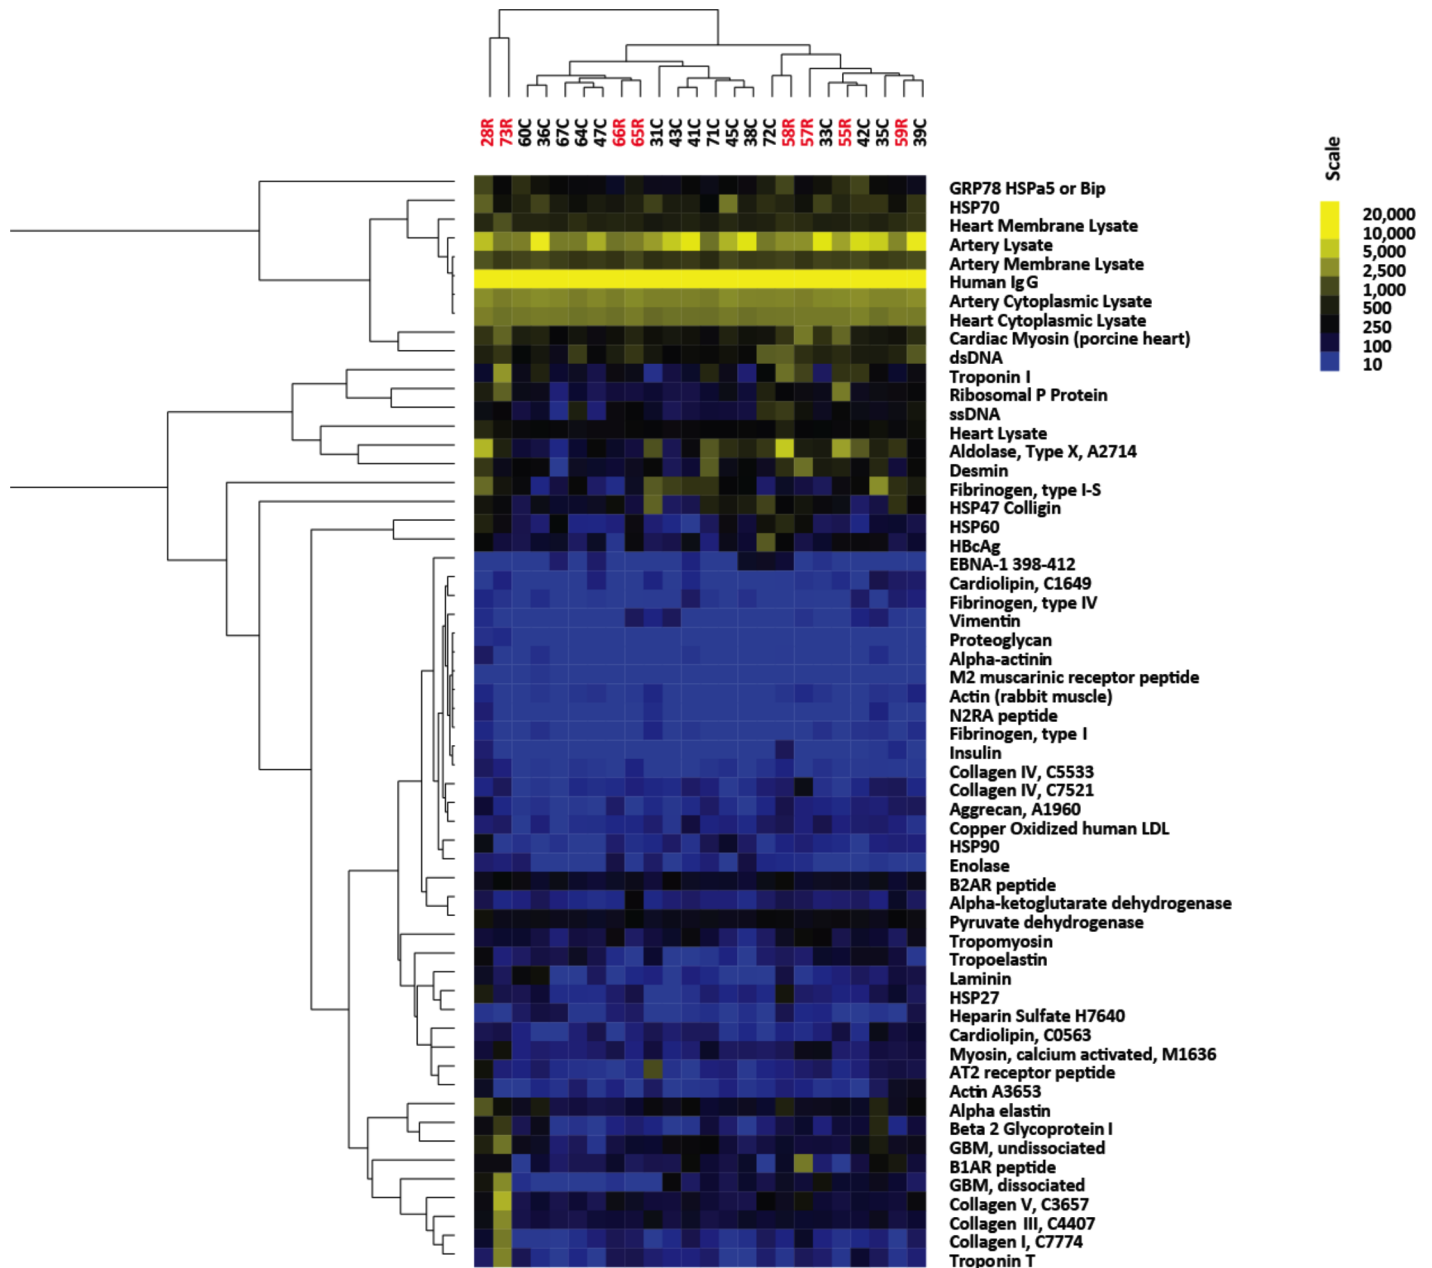 28R 73R 60C 36C 67C 64C 47C 66R 65R 31C 43C 41C 71C 45C 38C 72C 58R 57R 33C 55R 42C 35C 59R 39C
Scale
20,000
10,000
5,000
2,500
1,000
500
250
100
10
GRP78 HSPa5 or Bip
HSP70
Heart Membrane Lysate
Artery Lysate
Artery Membrane Lysate
Human IgG
Artery Cytoplasmic Lysate
Heart Cytoplasmic Lysate
Cardiac Myosin (porcine heart)
dsDNA
Troponin I
Ribosomal P Protein
ssDNA
Heart Lysate
Aldolase, Type X, A2714
Desmin
Fibrinogen, type I-S
HSP47 Colligin
HSP60
HBcAg
EBNA-1 398-412
Cardiolipin, C1649
Fibrinogen, type IV
Vimentin
Proteoglycan
Alpha-actinin
M2 muscarinic receptor peptide
Actin (rabbit muscle)
N2RA peptide
Fibrinogen, type I
Insulin
Collagen IV, C5533
Collagen IV, C7521
Aggrecan, A1960
Copper Oxidized human LDL
HSP90
Enolase
B2AR peptide
Alpha-ketoglutarate dehydrogenase
Pyruvate dehydrogenase
Tropomyosin
Tropoelastin
Laminin
HSP27
Heparin Sulfate H7640
Cardiolipin, C0563
Myosin, calcium activated, M1636
AT2 receptor peptide
Actin A3653
Alpha elastin
Beta 2 Glycoprotein I
GBM, undissociated
B1AR peptide
GBM, dissociated
Collagen V, C3657
Collagen III, C4407
Collagen I, C7774
Troponin T